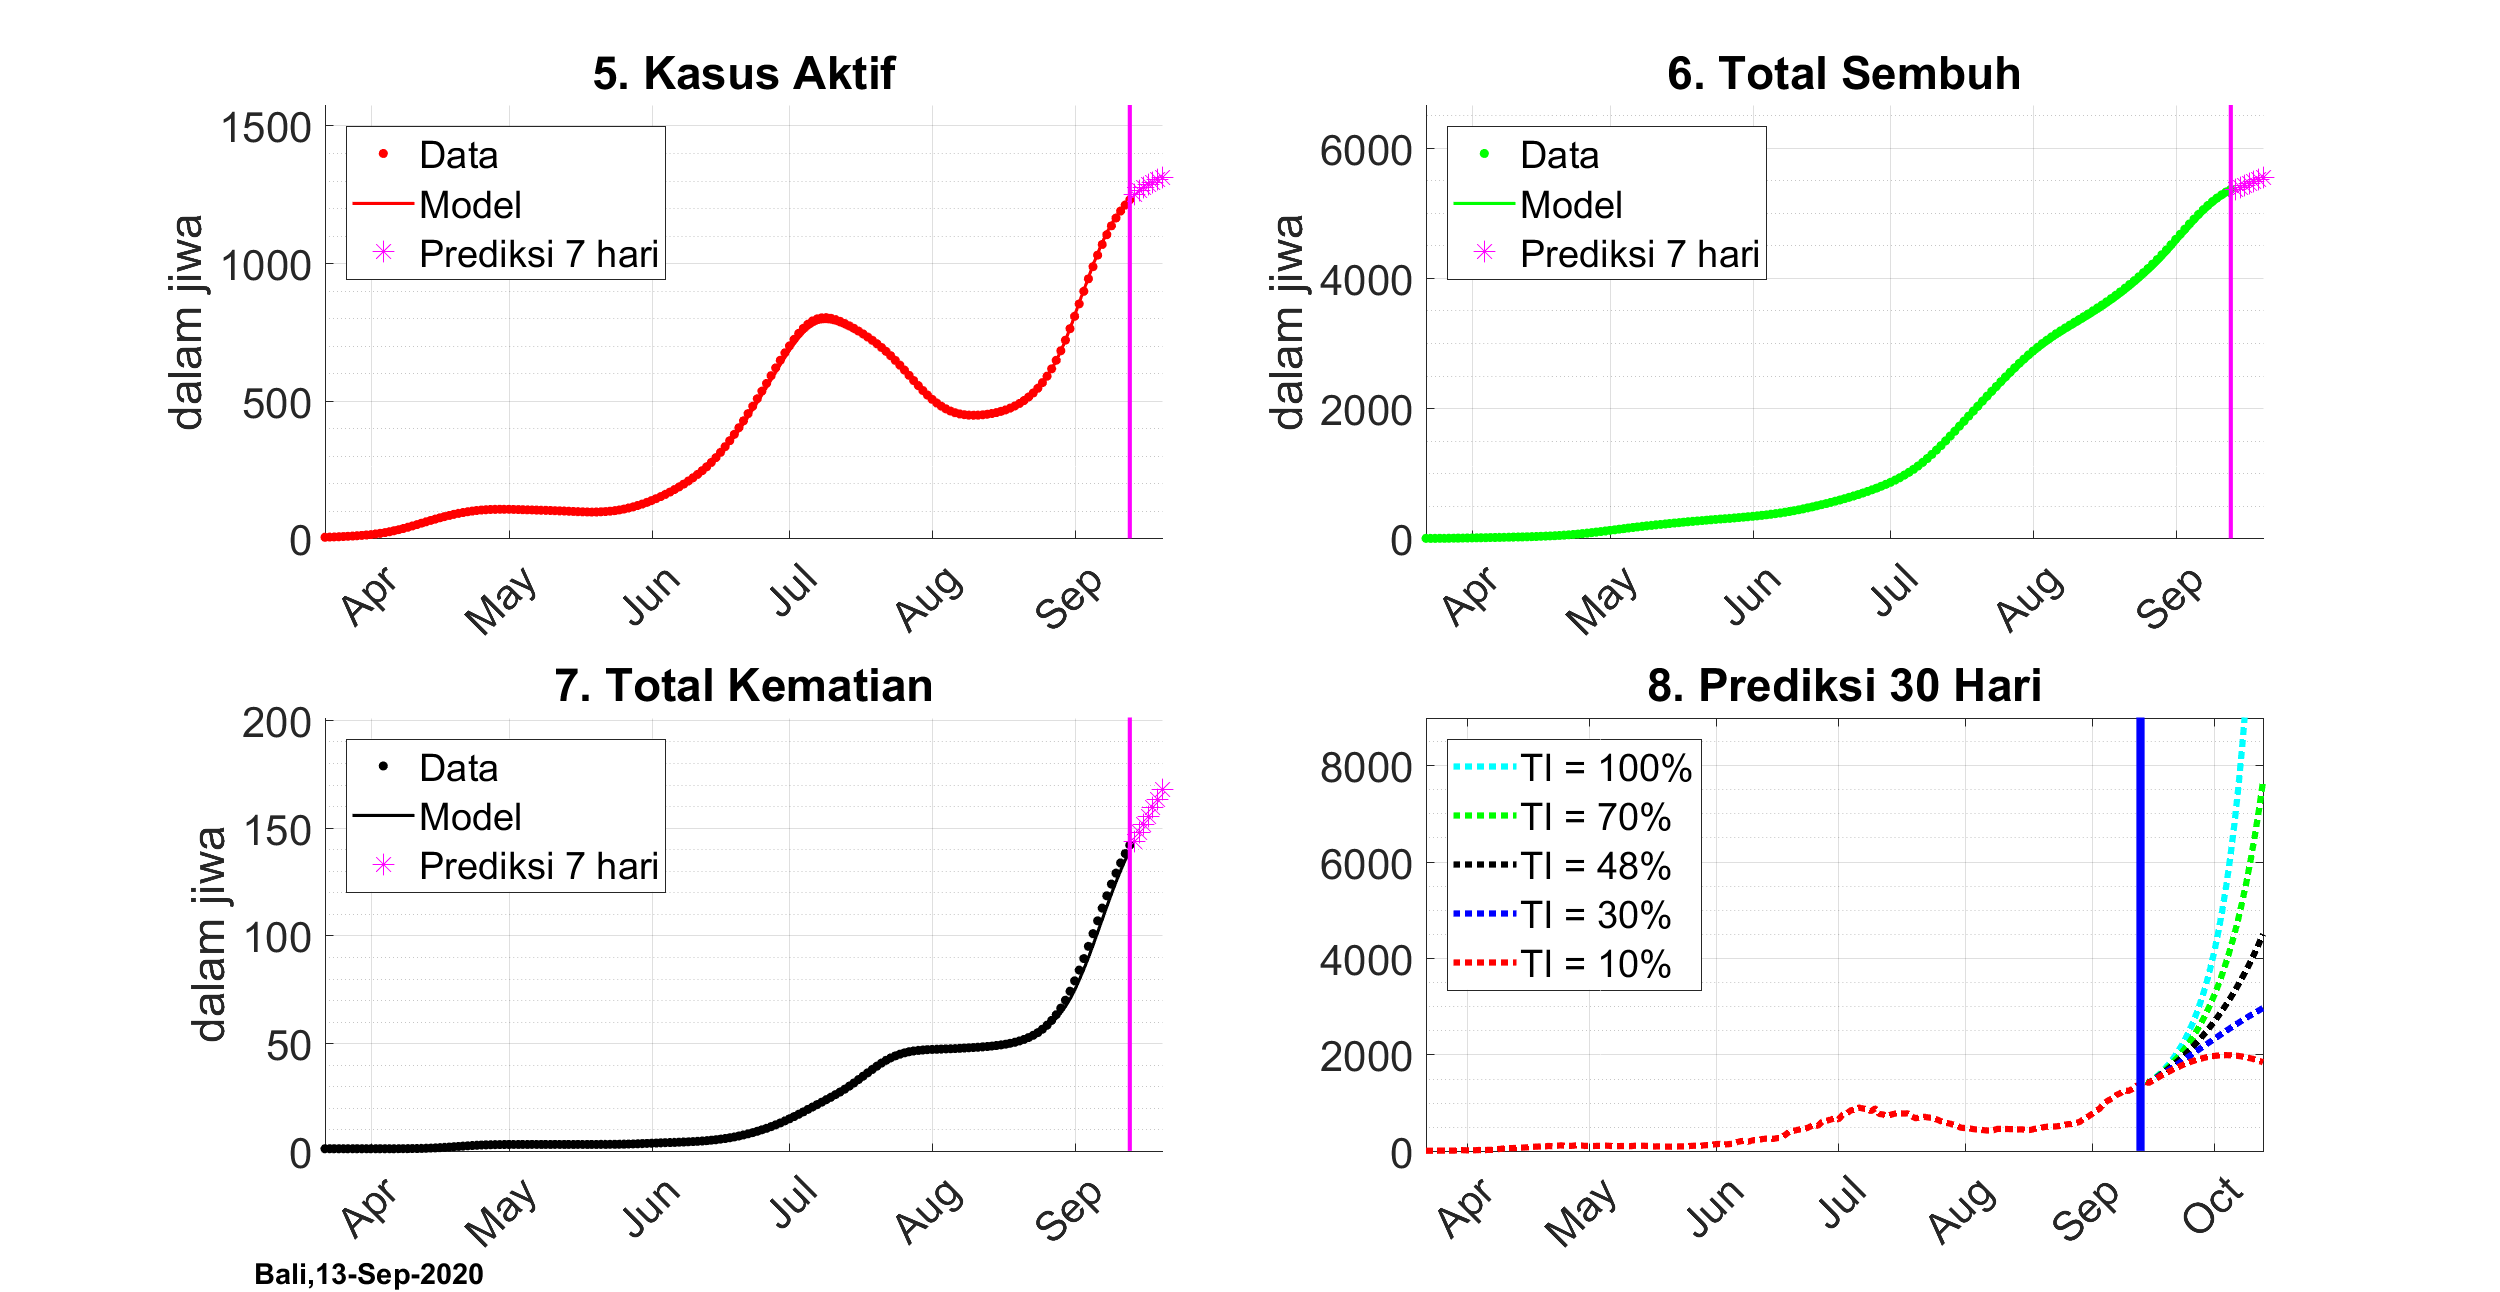 5. Kasus Aktif
1500
1000
500
0
dalam jiwa
Data
Model
Prediksi 7 hari
Apr
May
Jun
Jul
Aug
Sep
6. Total Sembuh
6000
4000
2000
0
dalam jiwa
Data
Model
Prediksi 7 hari
Apr
May
Jun
Jul
Aug
Sep
7. Total Kematian
200
150
100
50
0
dalam jiwa
Data
Model
Prediksi 7 hari
Apr
May
Jun
Jul
Aug
Sep
8. Prediksi 30 Hari
8000
6000
4000
2000
0
TI = 100%
TI = 70%
TI = 48%
TI = 30%
TI = 10%
Apr
May
Jun
Jul
Aug
Sep
Oct
Bali,13-Sep-2020